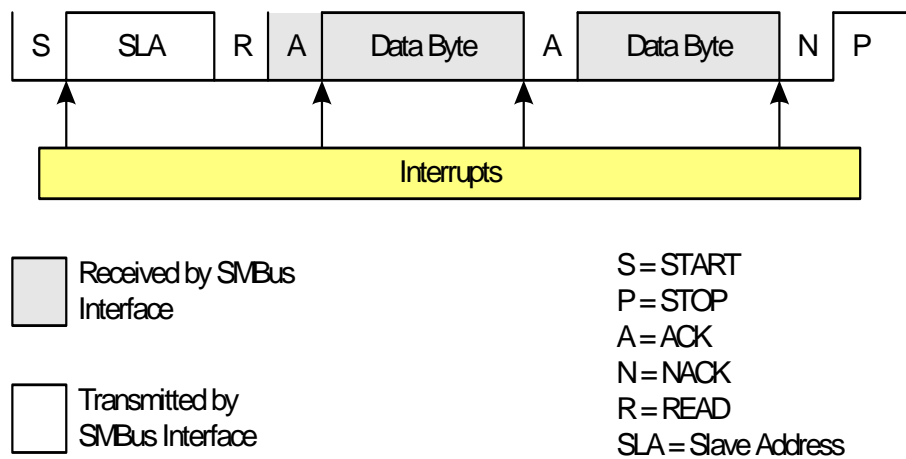 S SLA R A Data Byte A Data Byte N P
Interrupts
Received by SMBus
Interface
Transmitted by
SMBus Interface
S = START
P = STOP
A = ACK
N = NACK
R = READ
SLA = Slave Address